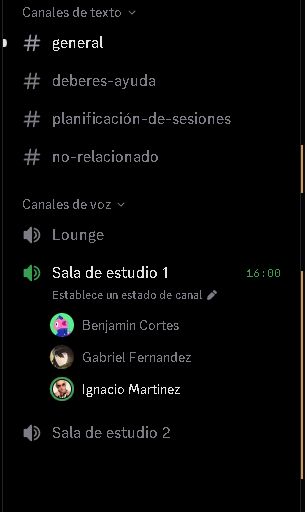 Canales de texto
general
deberes-ayuda
planificación-de-sesiones
no-relacionado
Canales de voz
Lounge
Sala de estudio 1 16:00
Establece un estado de canal
Benjamin Cortes
Gabriel Fernandez
Ignacio Martinez
Sala de estudio 2